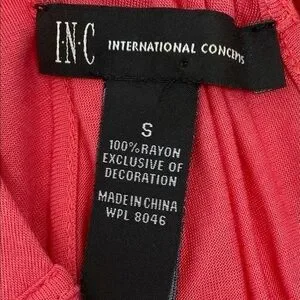 I·N·C INTERNATIONAL CONCEPTS
S
100% RAYON
EXCLUSIVE OF
DECORATION
MADE IN CHINA
WPL 8046